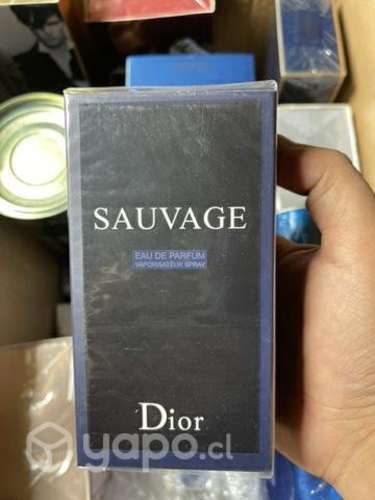 SAUVAGE
EAU DE PARFUM
VAPORISATEUR SPRAY
Dior
yapo.cl